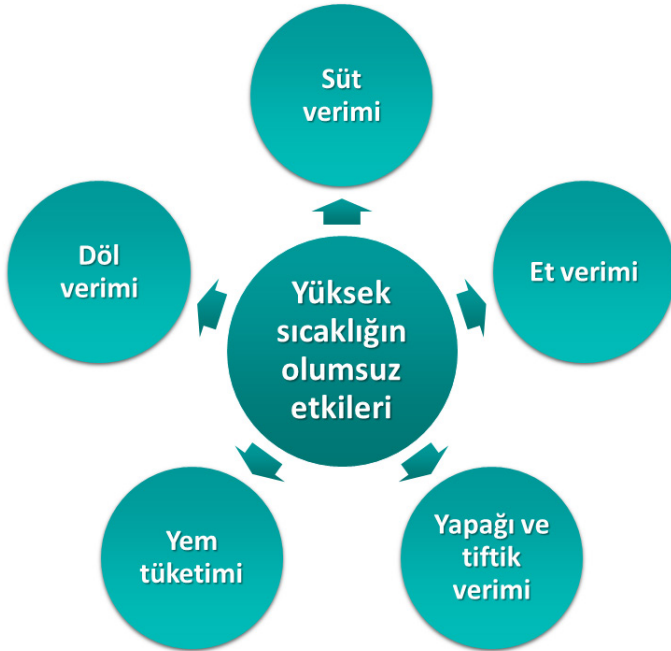 Süt
verimi
Döl
verimi
Et verimi
Yüksek
sıcaklığın
olumsuz
etkileri
Yem
tüketimi
Yapağı ve
tiftik
verimi